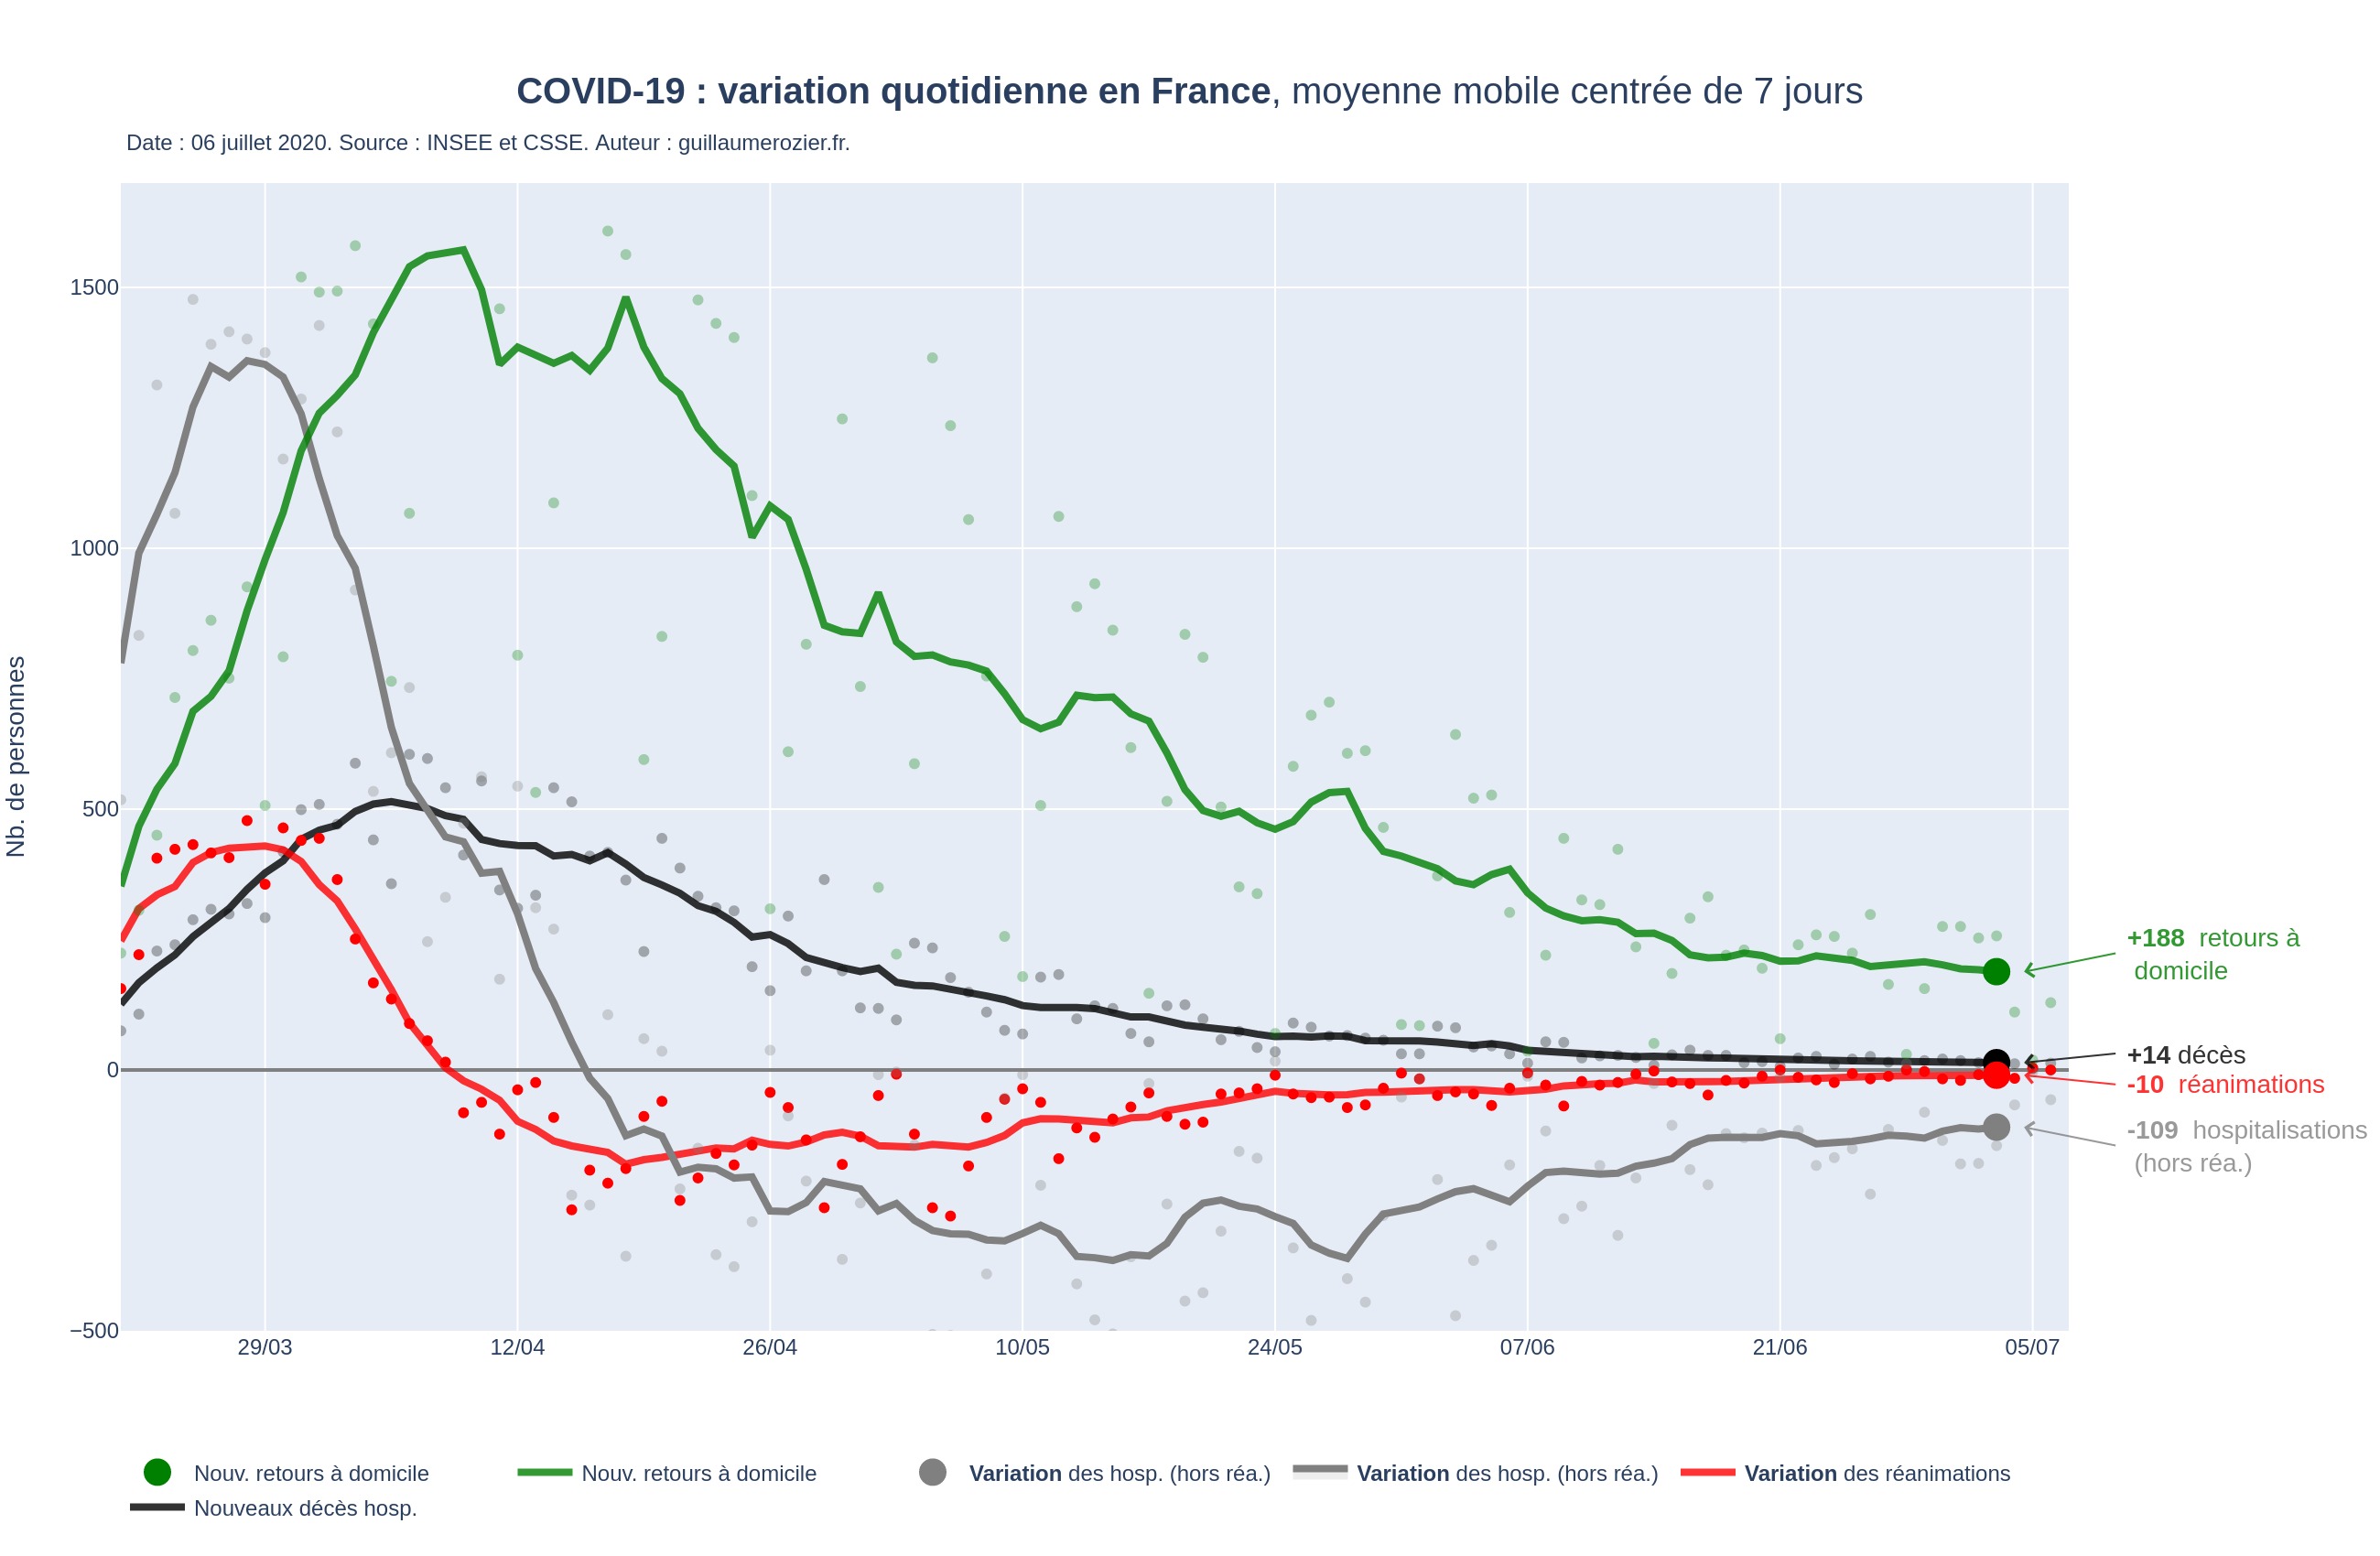 COVID-19 : variation quotidienne en France, moyenne mobile centrée de 7 jours
Date : 06 juillet 2020. Source : INSEE et CSSE. Auteur : guillaumerozier.fr.
Nb. de personnes
1500
1000
500
0
−500
29/03
12/04
26/04
10/05
24/05
07/06
21/06
05/07
+188 retours à
domicile
+14 décès
-10 réanimations
-109 hospitalisations
(hors réa.)
Nouv. retours à domicile
Nouv. retours à domicile
Variation des hosp. (hors réa.)
Variation des hosp. (hors réa.)
Variation des réanimations
Nouveaux décès hosp.